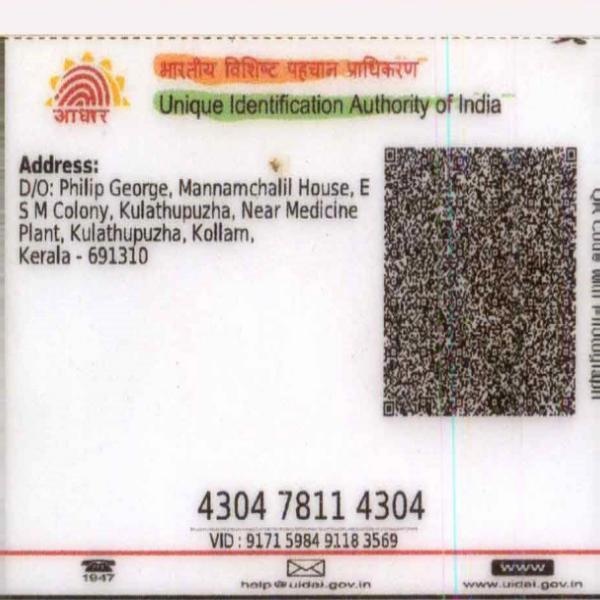 भारतीय विशिष्ट पहचान प्राधिकरण
Unique Identification Authority of India
आधार
Address:
D/O: Philip George, Mannamchalil House, E
S M Colony, Kulathupuzha, Near Medicine
Plant, Kulathupuzha, Kollam,
Kerala - 691310
QR Code with Photograph
4304 7811 4304
VID : 9171 5984 9118 3569
1947
help@uidai.gov.in
www
www.uidai.gov.in